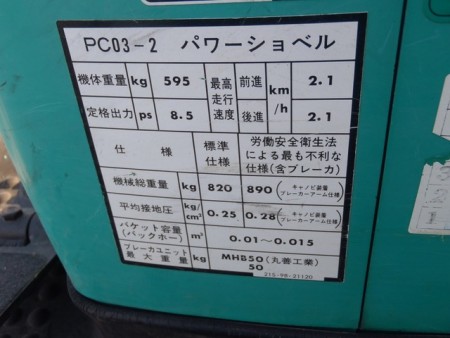 PC03-2 パワーショベル
機体重量 kg 595 最高走行速度 前進 km/h 2.1
定格出力 ps 8.5 後進 2.1
仕様 標準仕様 労働安全衛生法による最も不利な仕様(含ブレーカ)
機械総重量 kg 820 890 (キャノピ装着 ブレーカーアーム仕様)
平均接地圧 kg/cm² 0.25 0.28 (キャノピ装着 ブレーカーアーム仕様)
バケット容量(バックホー) m³ 0.01～0.015
ブレーカユニット最大重量 kg MHB50(丸善工業) 50
21S-98-21120